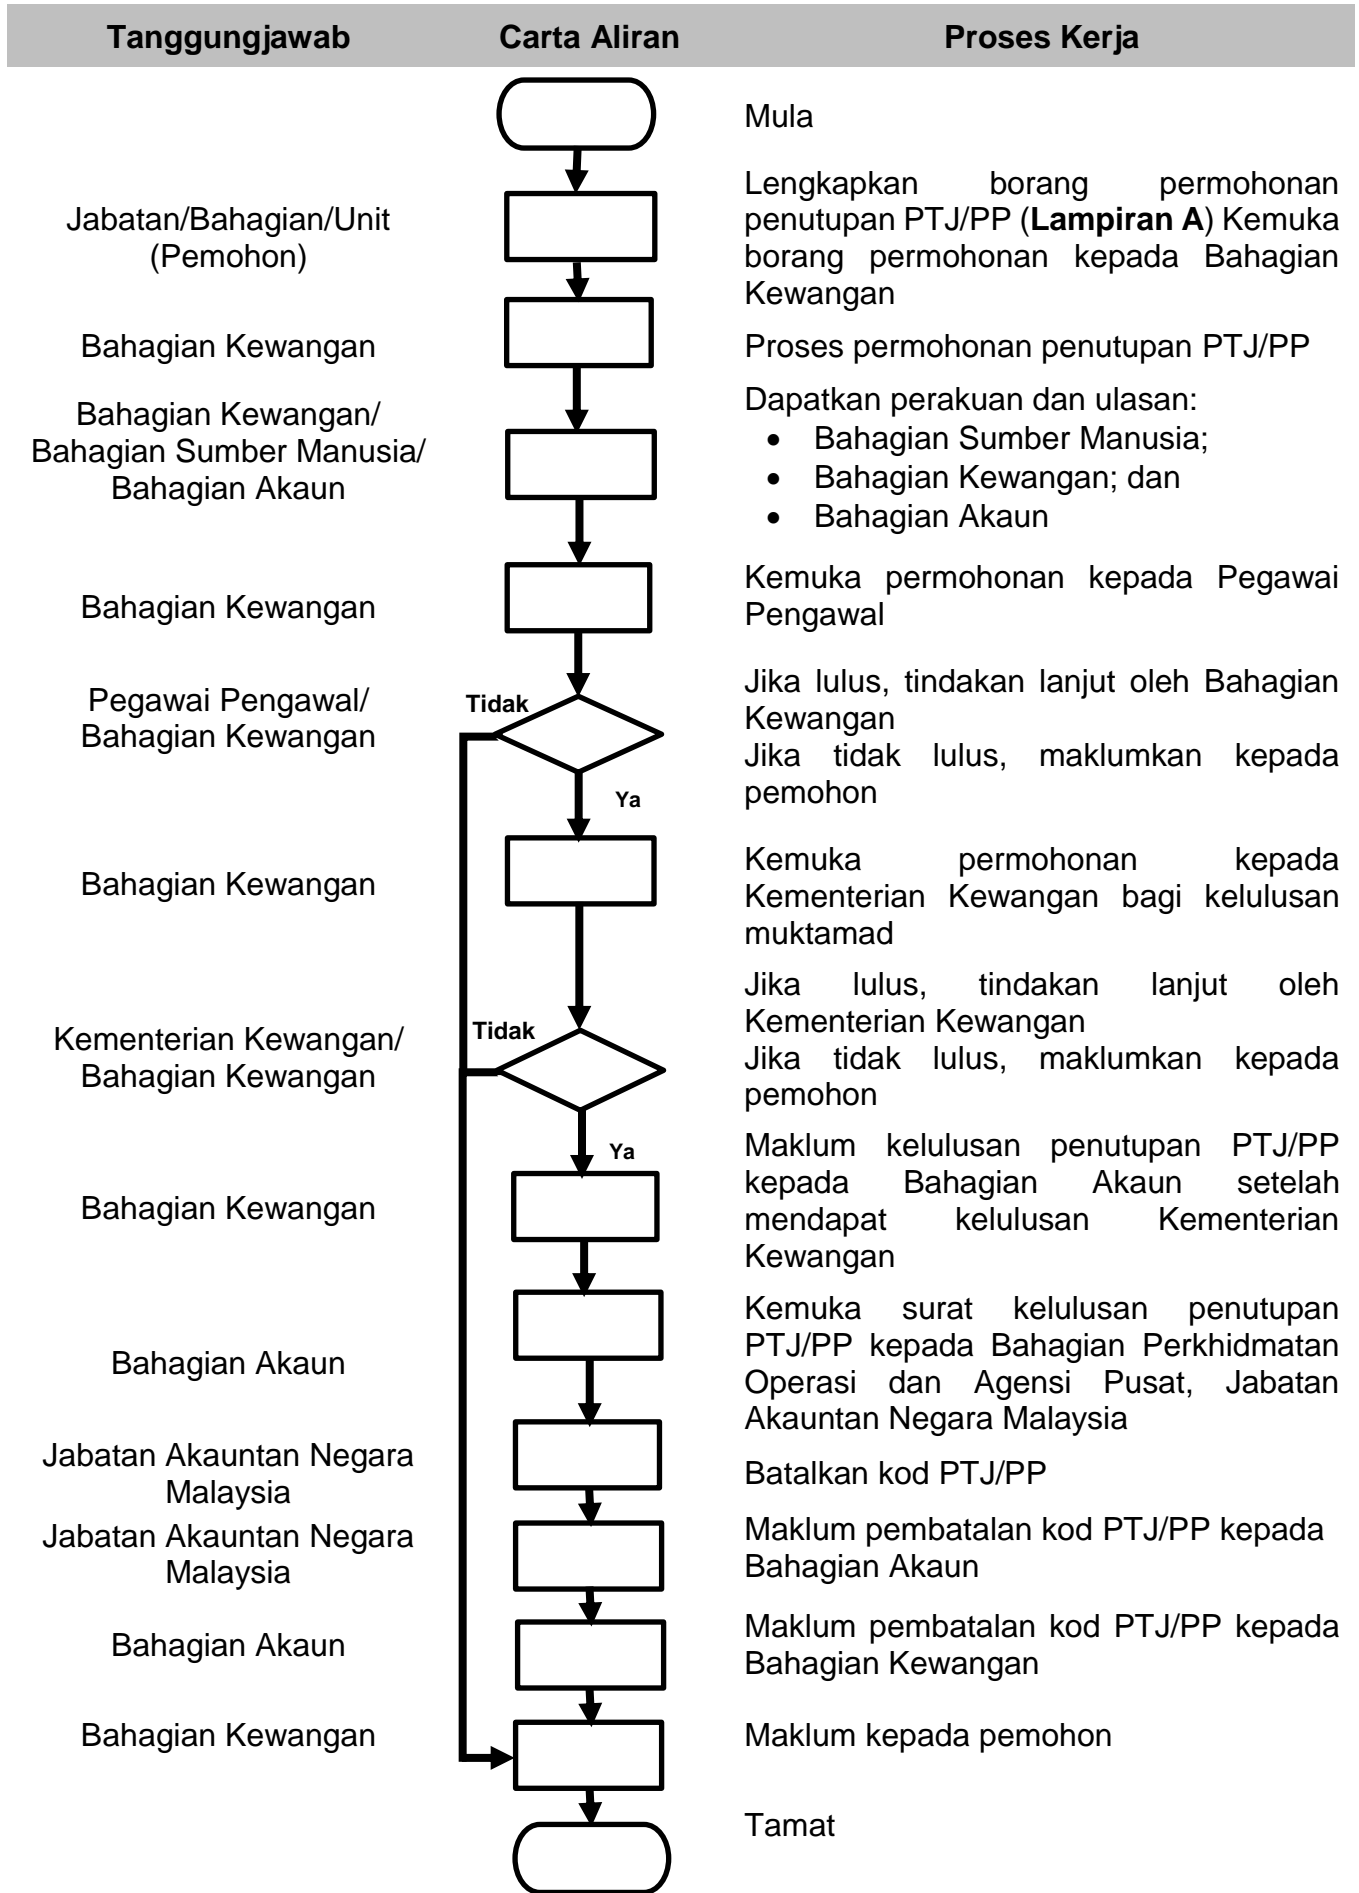 Tanggungjawab Carta Aliran Proses Kerja
Mula
Jabatan/Bahagian/Unit
(Pemohon)
Lengkapkan borang permohonan
penutupan PTJ/PP (Lampiran A) Kemuka
borang permohonan kepada Bahagian
Kewangan
Bahagian Kewangan
Proses permohonan penutupan PTJ/PP
Bahagian Kewangan/
Bahagian Sumber Manusia/
Bahagian Akaun
Dapatkan perakuan dan ulasan:
• Bahagian Sumber Manusia;
• Bahagian Kewangan; dan
• Bahagian Akaun
Bahagian Kewangan
Kemuka permohonan kepada Pegawai
Pengawal
Pegawai Pengawal/
Bahagian Kewangan
Tidak
Ya
Jika lulus, tindakan lanjut oleh Bahagian
Kewangan
Jika tidak lulus, maklumkan kepada
pemohon
Bahagian Kewangan
Kemuka permohonan kepada
Kementerian Kewangan bagi kelulusan
muktamad
Kementerian Kewangan/
Bahagian Kewangan
Tidak
Ya
Jika lulus, tindakan lanjut oleh
Kementerian Kewangan
Jika tidak lulus, maklumkan kepada
pemohon
Bahagian Kewangan
Maklum kelulusan penutupan PTJ/PP
kepada Bahagian Akaun setelah
mendapat kelulusan Kementerian
Kewangan
Bahagian Akaun
Kemuka surat kelulusan penutupan
PTJ/PP kepada Bahagian Perkhidmatan
Operasi dan Agensi Pusat, Jabatan
Akauntan Negara Malaysia
Jabatan Akauntan Negara
Malaysia
Batalkan kod PTJ/PP
Jabatan Akauntan Negara
Malaysia
Maklum pembatalan kod PTJ/PP kepada
Bahagian Akaun
Bahagian Akaun
Maklum pembatalan kod PTJ/PP kepada
Bahagian Kewangan
Bahagian Kewangan
Maklum kepada pemohon
Tamat